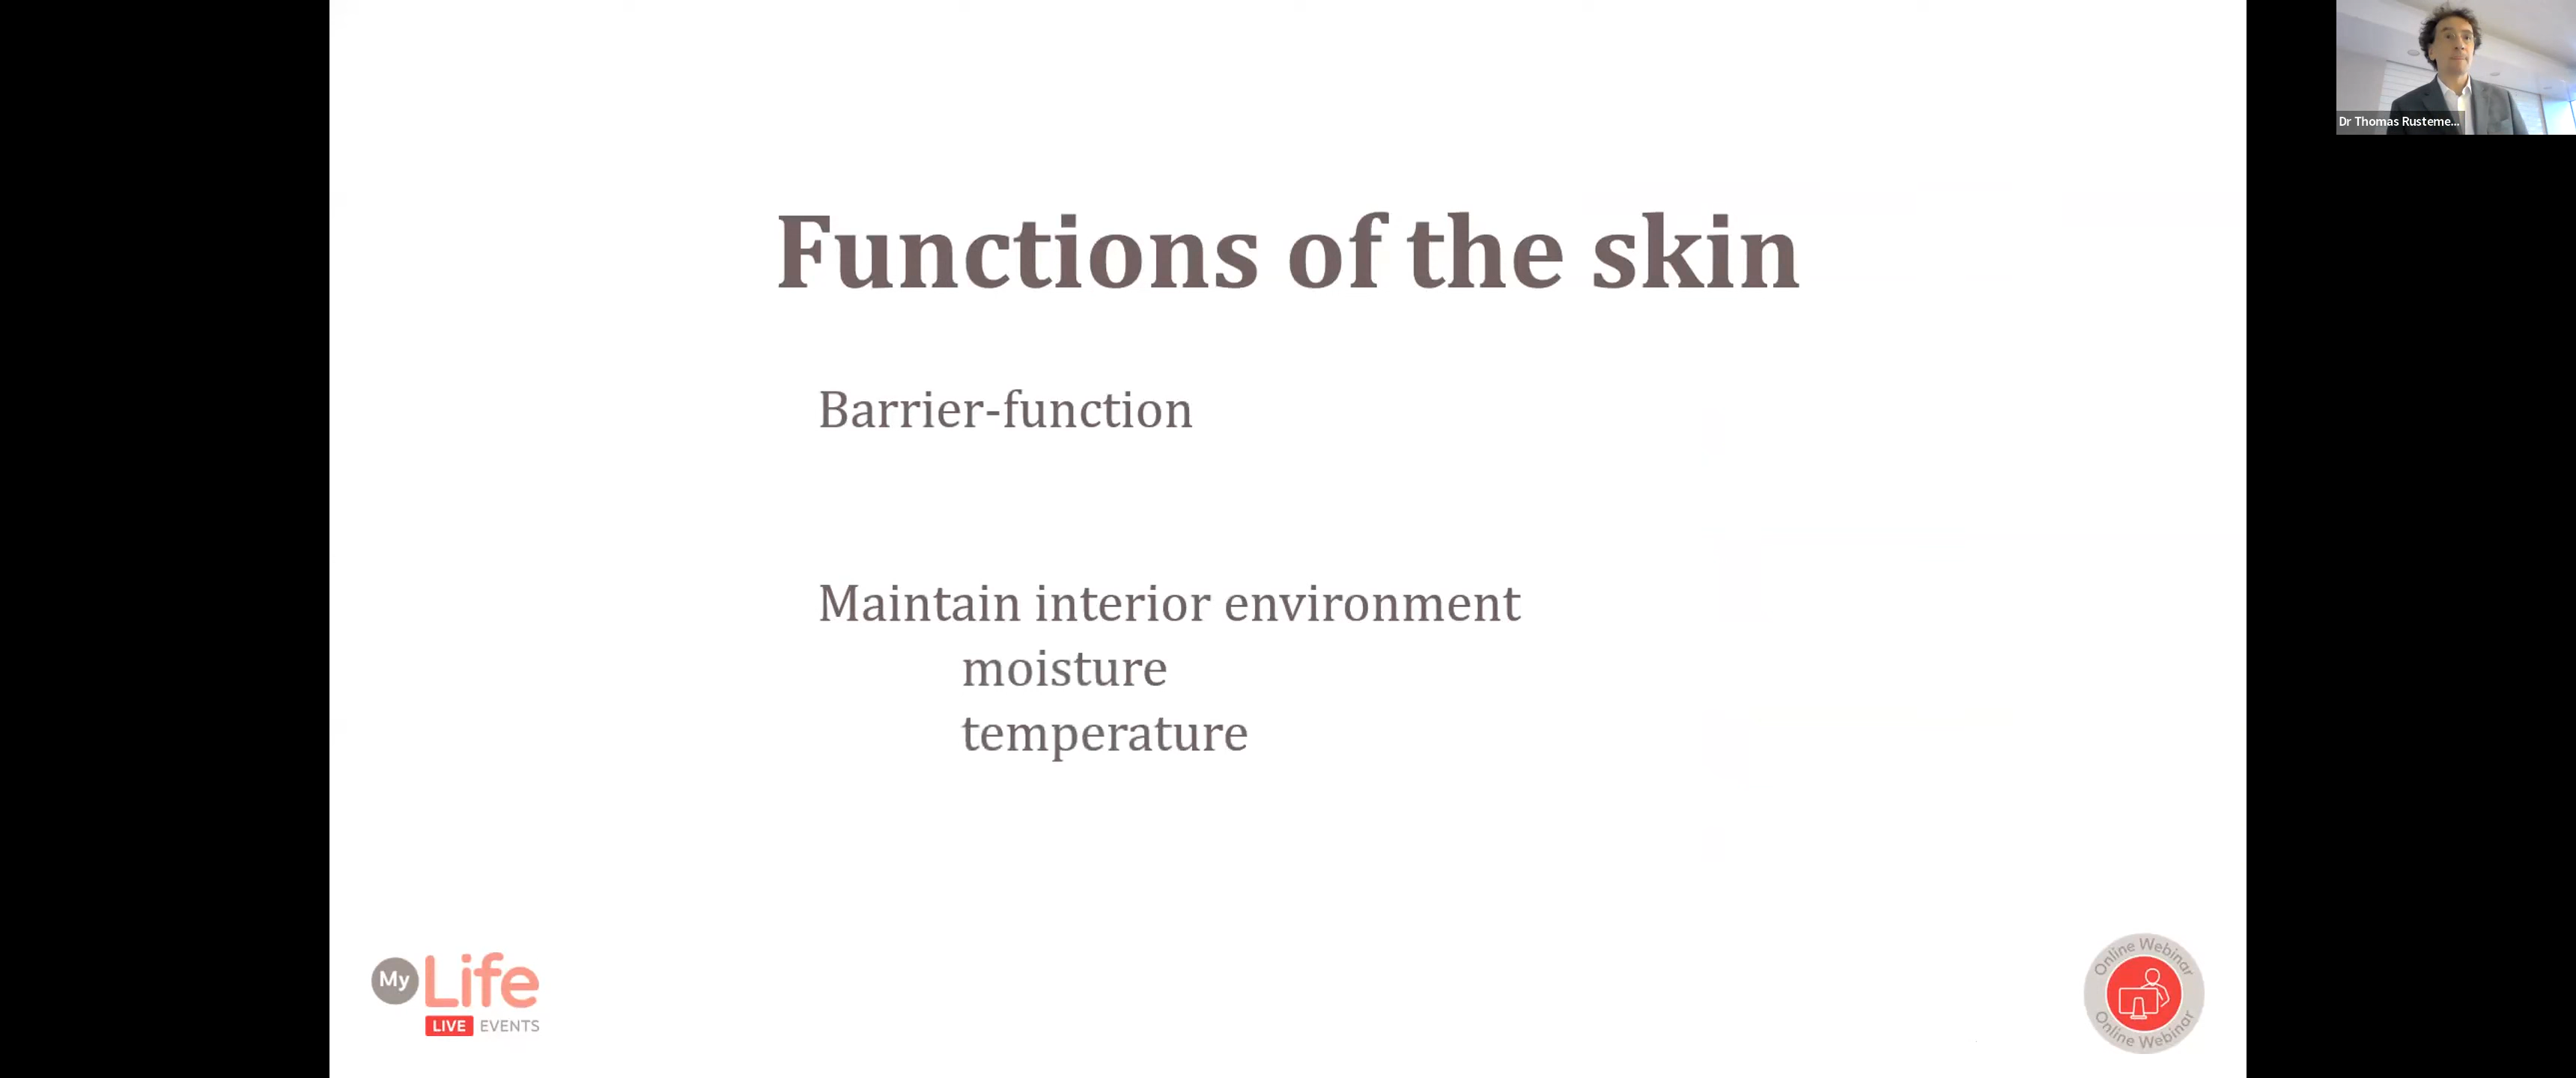 Dr Thomas Rusteme...
Functions of the skin
Barrier-function
Maintain interior environment
moisture
temperature
My Life
LIVE EVENTS
Online Webinar
Online Webinar